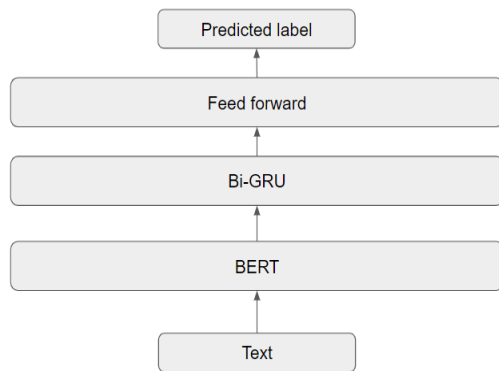 Predicted label
Feed forward
Bi-GRU
BERT
Text